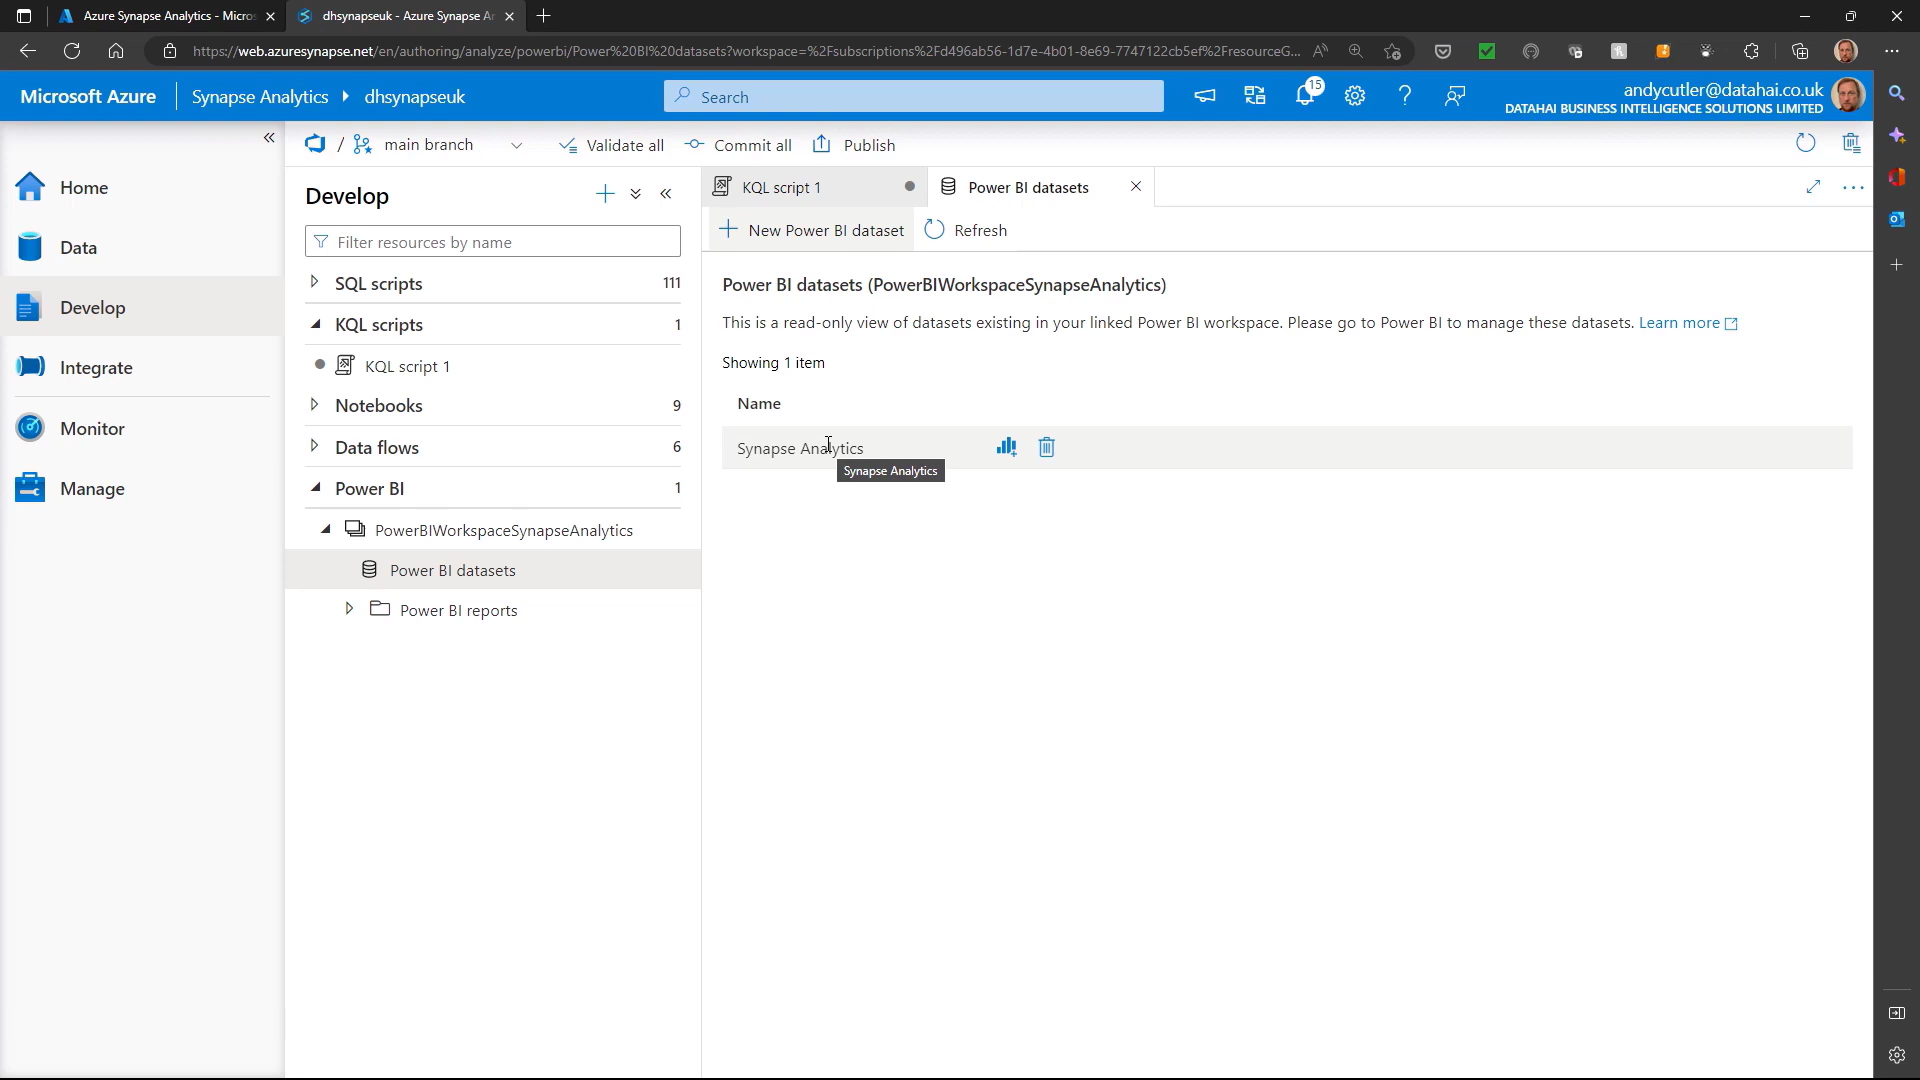 Azure Synapse Analytics - Micros
dhsynapseuk - Azure Synapse An
https://web.azuresynapse.net/en/authoring/analyze/powerbi/Power%20BI%20datasets?workspace=%2Fsubscriptions%2Fd496ab56-1d7e-4b01-8e69-7747122cb5ef%2FresourceG...
Microsoft Azure
Synapse Analytics
dhsynapseuk
Search
15
andycutler@datahai.co.uk
DATAHAI BUSINESS INTELLIGENCE SOLUTIONS LIMITED
main branch
Validate all
Commit all
Publish
Home
Data
Develop
Integrate
Monitor
Manage
Develop
Filter resources by name
SQL scripts 111
KQL scripts 1
KQL script 1
Notebooks 9
Data flows 6
Power BI 1
PowerBIWorkspaceSynapseAnalytics
Power BI datasets
Power BI reports
KQL script 1
Power BI datasets
New Power BI dataset
Refresh
Power BI datasets (PowerBIWorkspaceSynapseAnalytics)
This is a read-only view of datasets existing in your linked Power BI workspace. Please go to Power BI to manage these datasets. Learn more
Showing 1 item
Name
Synapse Analytics
Synapse Analytics